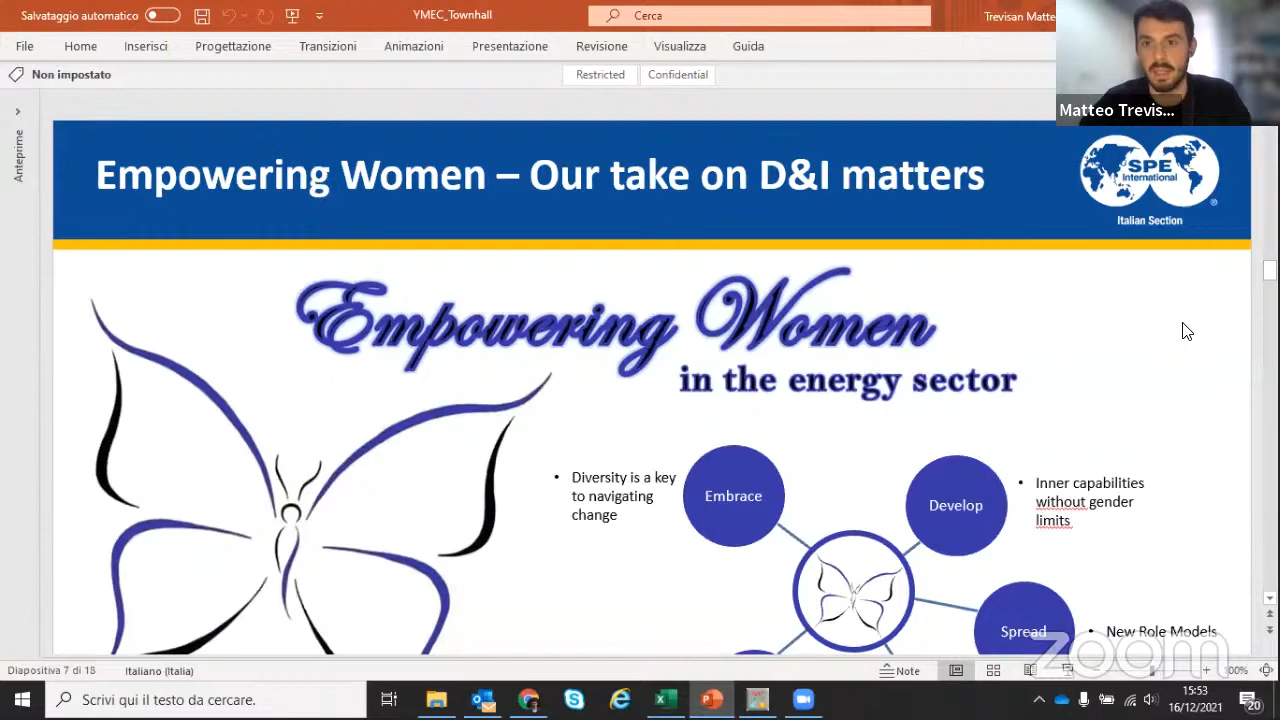 Salvataggio automatico
YMEC_Townhall
Cerca
Trevisan Matte
File Home Inserisci Progettazione Transizioni Animazioni Presentazione Revisione Visualizza Guida
Non impostato
Restricted Confidential
Matteo Trevis...
Anteprime
Empowering Women – Our take on D&I matters
SPE
International
®
Italian Section
Empowering Women
in the energy sector
• Diversity is a key
to navigating
change
Embrace
Develop
• Inner capabilities
without gender
limits
Spread
• New Role Models
zoom
Diapositiva 7 di 18 Italiano (Italia) Note 100%
Scrivi qui il testo da cercare.
15:53
16/12/2021
20